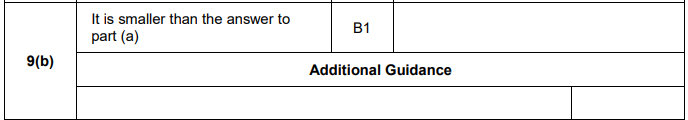 It is smaller than the answer to
part (a)
B1
9(b)
Additional Guidance